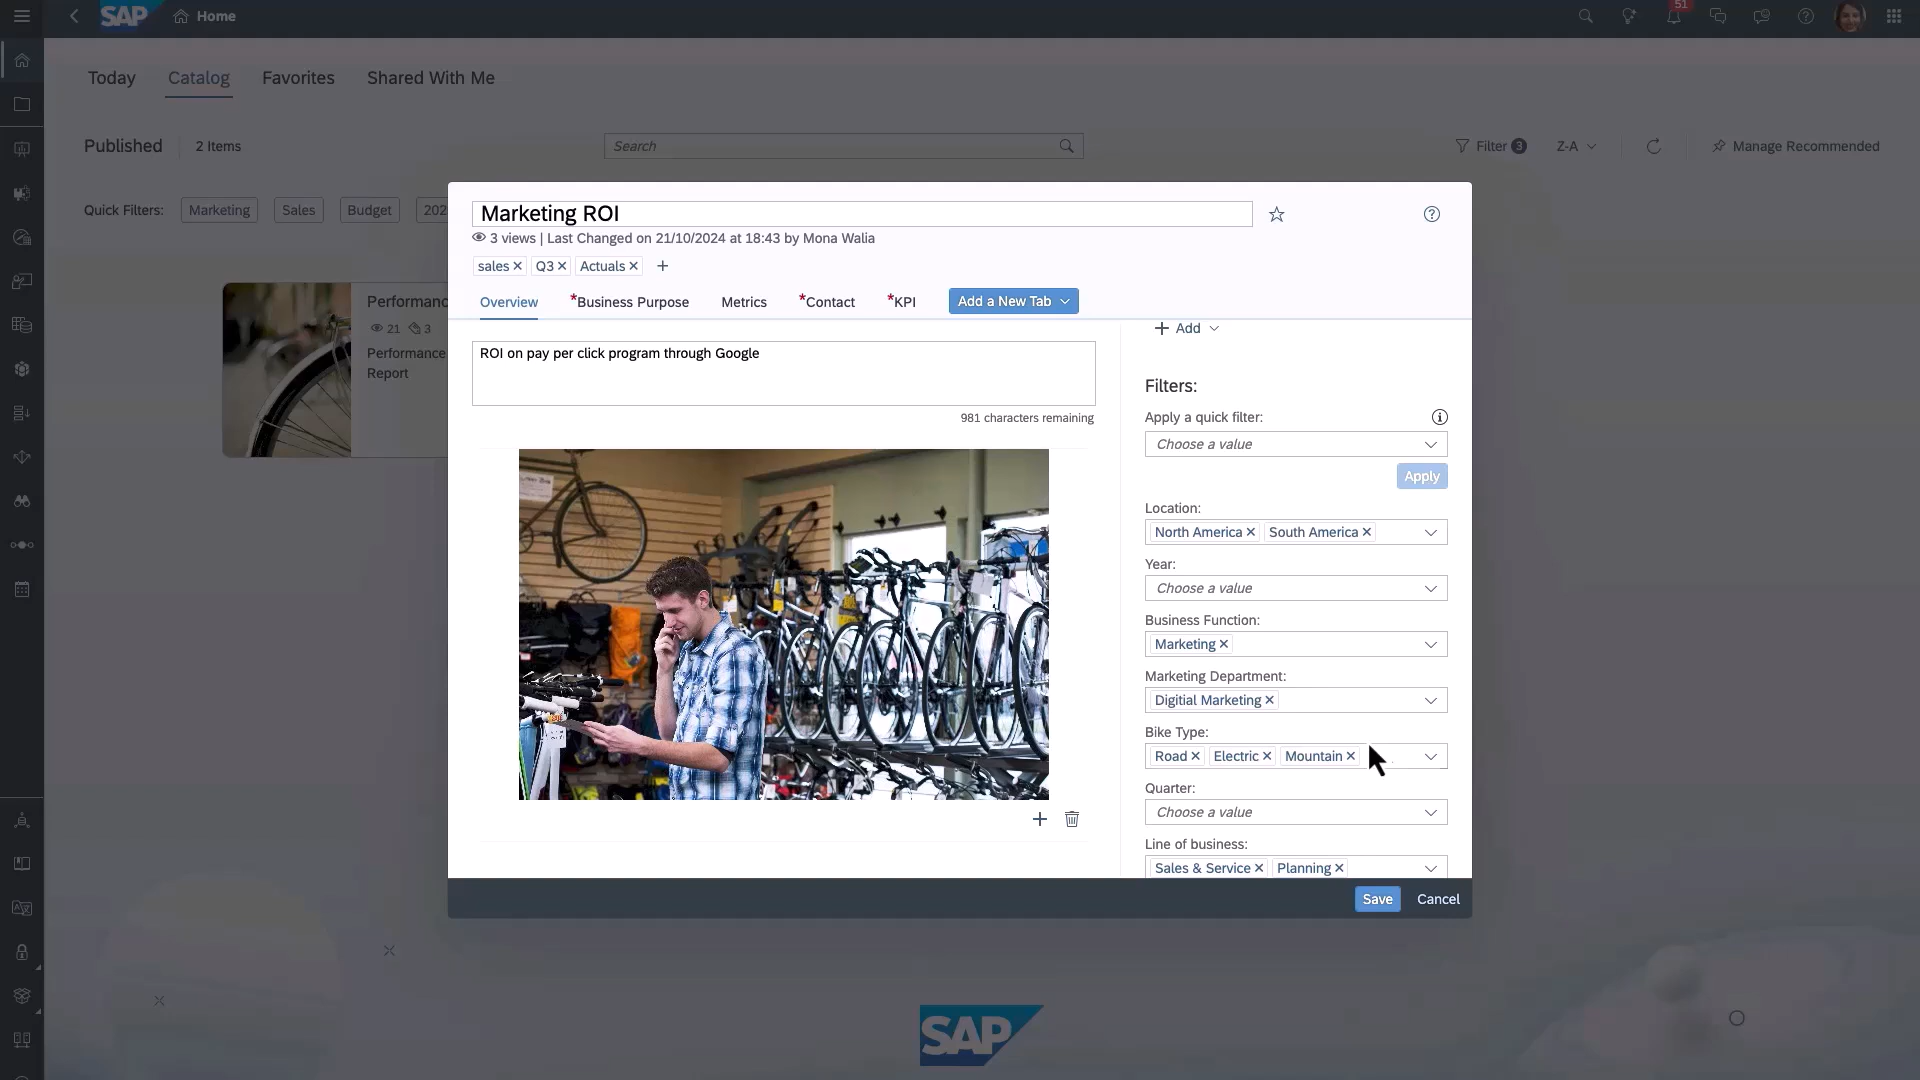 SAP Home 51
Today Catalog Favorites Shared With Me
Published 2 Items Search Filter 3 Z-A Manage Recommended
Quick Filters: Marketing Sales Budget 202
Marketing ROI
3 views | Last Changed on 21/10/2024 at 18:43 by Mona Walia
sales Q3 Actuals
Overview *Business Purpose Metrics *Contact *KPI Add a New Tab
Performanc
21 3
Performance
Report
ROI on pay per click program through Google
981 characters remaining
Add
Filters:
Apply a quick filter:
Choose a value
Apply
Location:
North America South America
Year:
Choose a value
Business Function:
Marketing
Marketing Department:
Digitial Marketing
Bike Type:
Road Electric Mountain
Quarter:
Choose a value
Line of business:
Sales & Service Planning
Save Cancel
SAP